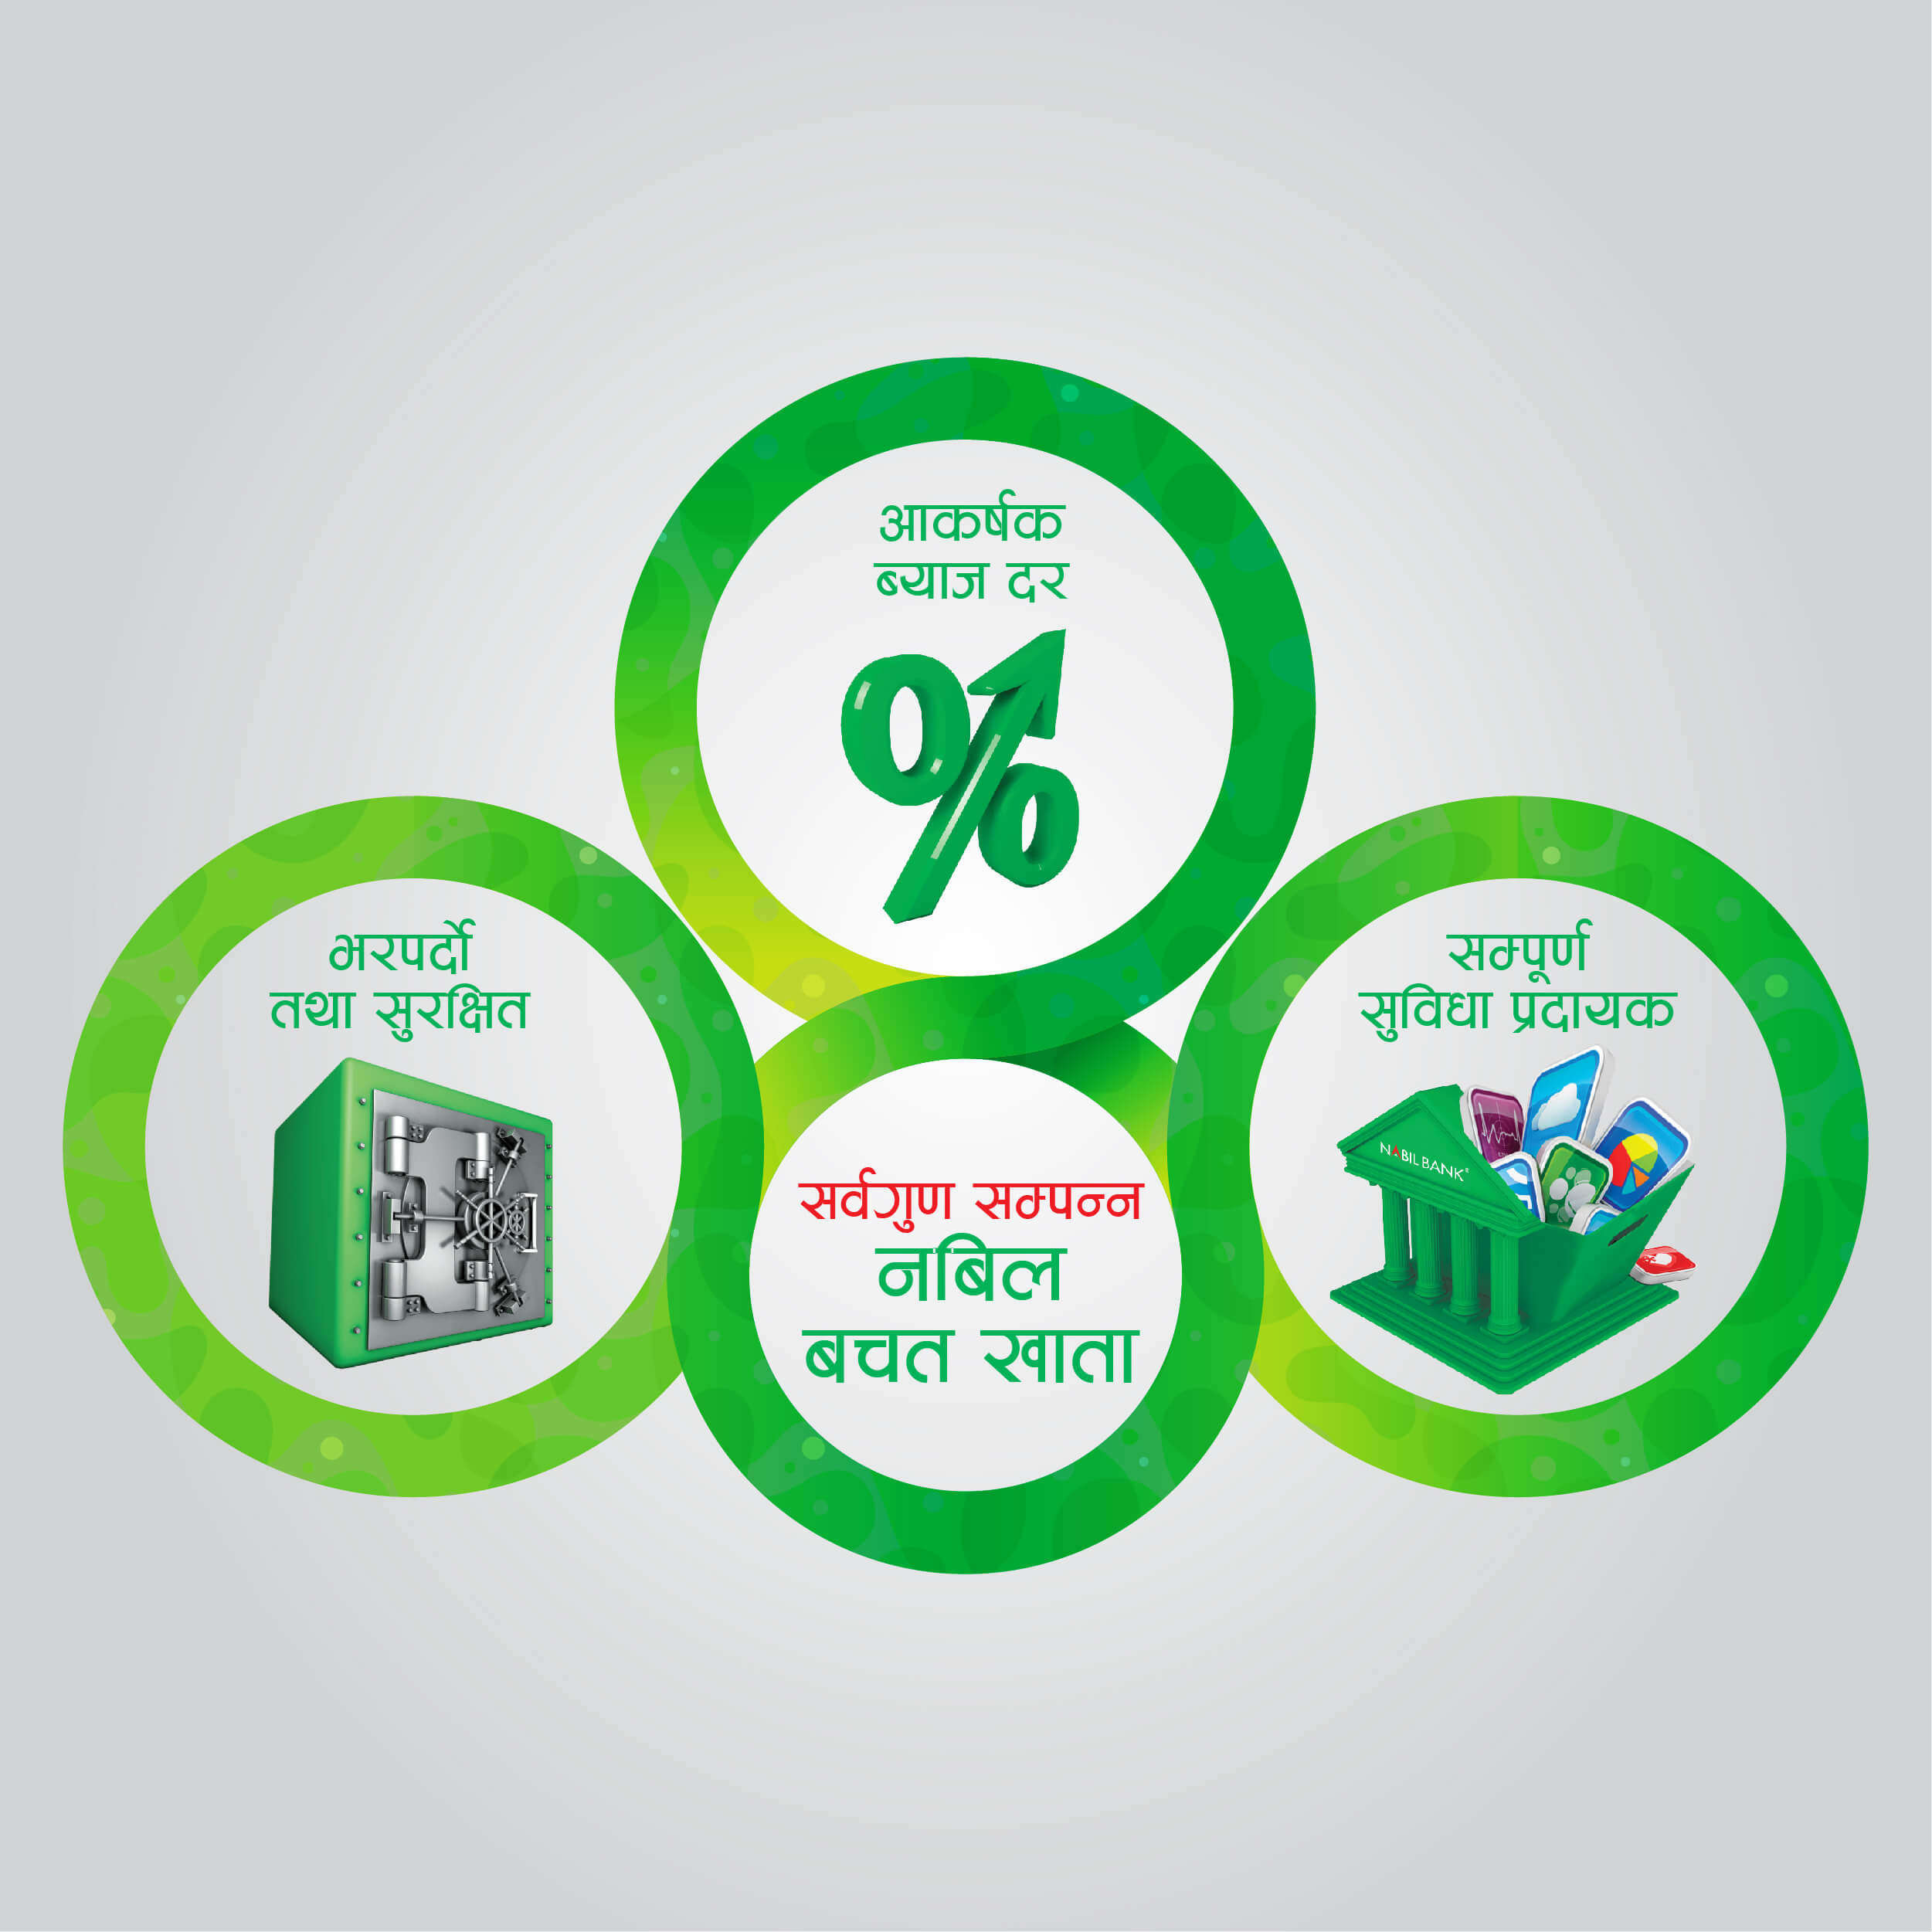 आकर्षक
ब्याज दर
भरपर्दो
तथा सुरक्षित
सम्पूर्ण
सुविधा प्रदायक
NABIL BANK®
सर्वगुण सम्पन्न
नबिल
बचत खाता